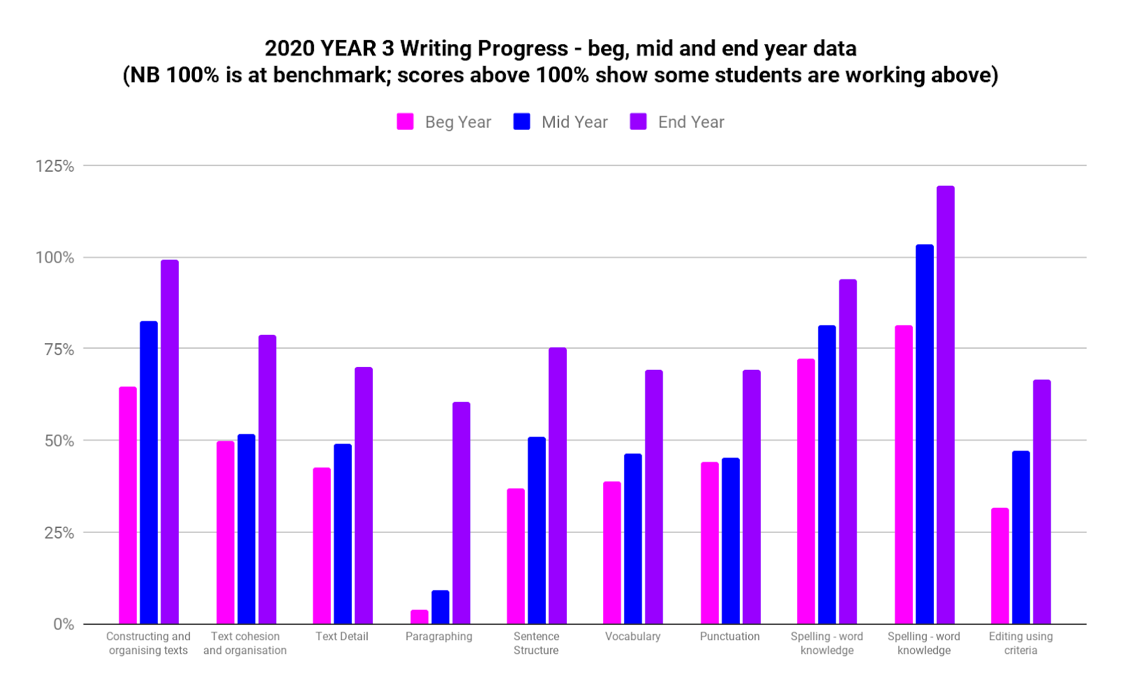 2020 YEAR 3 Writing Progress - beg, mid and end year data
(NB 100% is at benchmark; scores above 100% show some students are working above)
Beg Year
Mid Year
End Year
125%
100%
75%
50%
25%
0%
Constructing and
organising texts
Text cohesion
and organisation
Text Detail
Paragraphing
Sentence
Structure
Vocabulary
Punctuation
Spelling - word
knowledge
Spelling - word
knowledge
Editing using
criteria